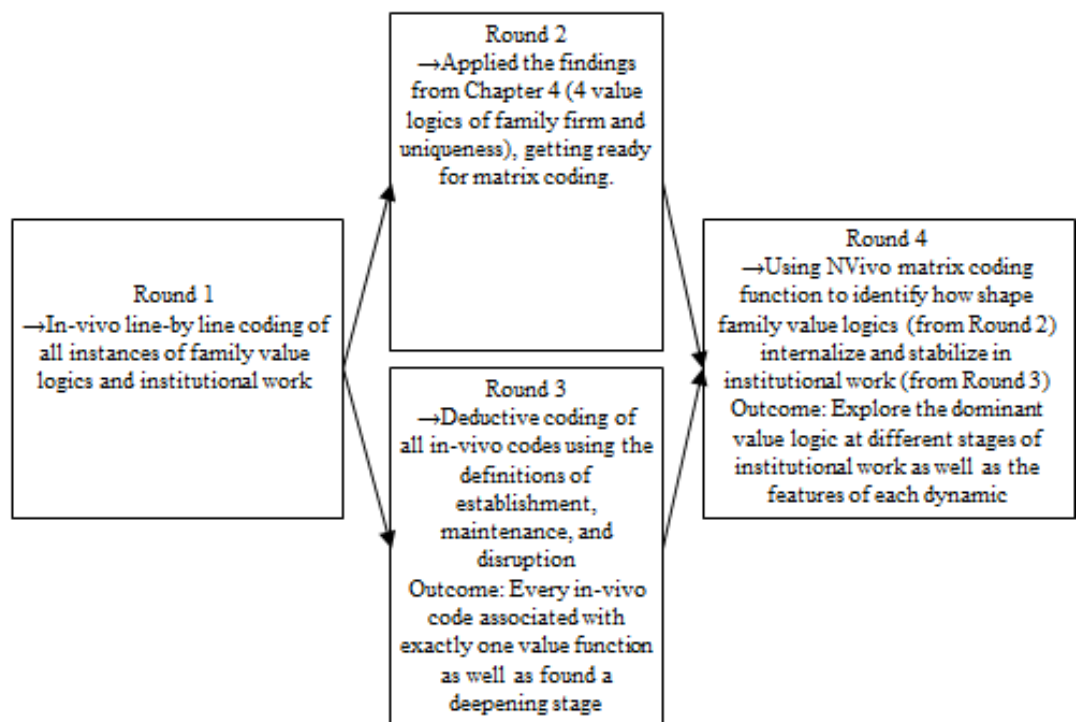 Round 1
→In-vivo line-by line coding of
all instances of family value
logics and institutional work
Round 2
→Applied the findings
from Chapter 4 (4 value
logics of family firm and
uniqueness), getting ready
for matrix coding.
Round 3
→Deductive coding of
all in-vivo codes using the
definitions of
establishment,
maintenance, and
disruption
Outcome: Every in-vivo
code associated with
exactly one value function
as well as found a
deepening stage
Round 4
→Using NVivo matrix coding
function to identify how shape
family value logics (from Round 2)
internalize and stabilize in
institutional work (from Round 3)
Outcome: Explore the dominant
value logic at different stages of
institutional work as well as the
features of each dynamic